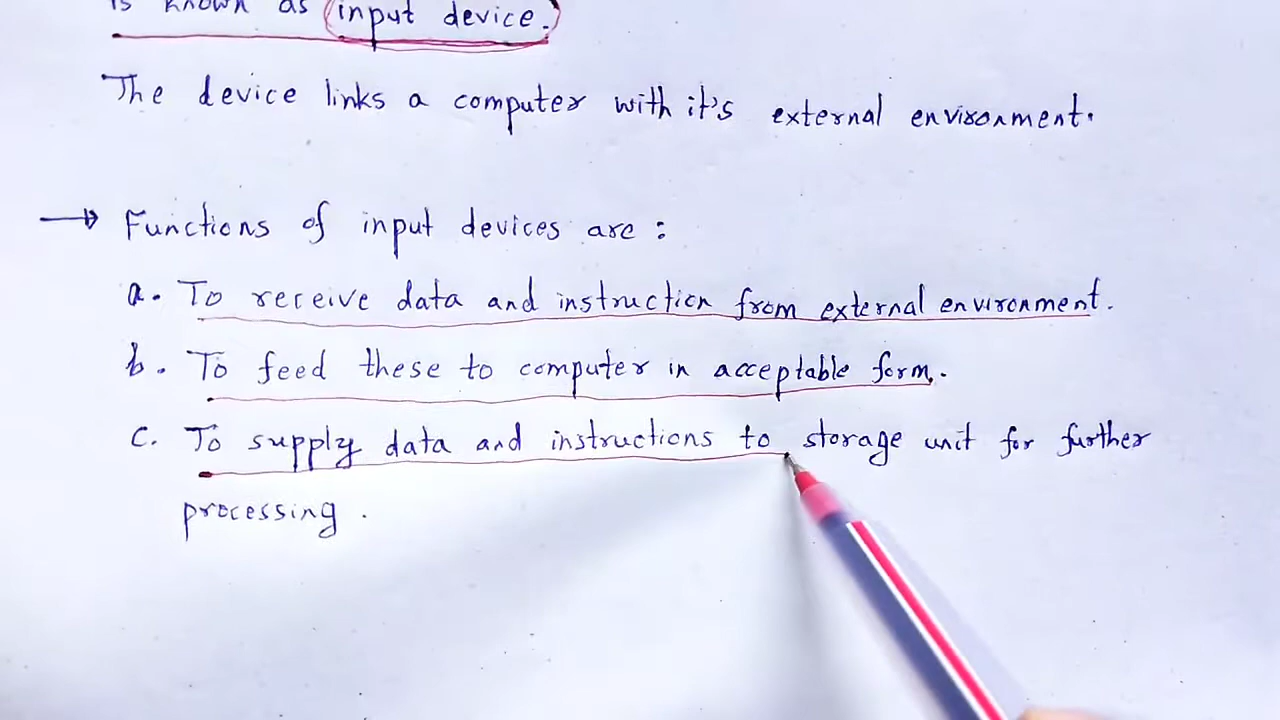 is known as input device.
The device links a computer with it's external environment.
→ Functions of input devices are :
a. To receive data and instruction from external environment.
b. To feed these to computer in acceptable form.
c. To supply data and instructions to storage unit for further
processing.